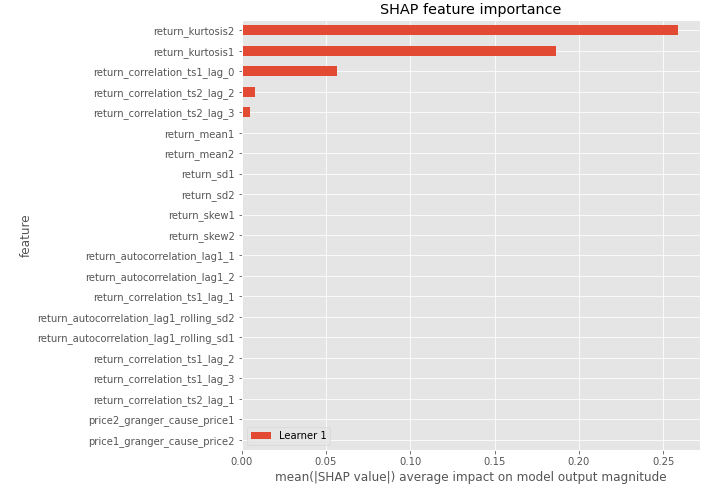 SHAP feature importance
return_kurtosis2
return_kurtosis1
return_correlation_ts1_lag_0
return_correlation_ts2_lag_2
return_correlation_ts2_lag_3
return_mean1
return_mean2
return_sd1
return_sd2
return_skew1
return_skew2
return_autocorrelation_lag1_1
return_autocorrelation_lag1_2
return_correlation_ts1_lag_1
return_autocorrelation_lag1_rolling_sd2
return_autocorrelation_lag1_rolling_sd1
return_correlation_ts1_lag_2
return_correlation_ts1_lag_3
return_correlation_ts2_lag_1
price2_granger_cause_price1
price1_granger_cause_price2
feature
Learner 1
0.00 0.05 0.10 0.15 0.20 0.25
mean(|SHAP value|) average impact on model output magnitude